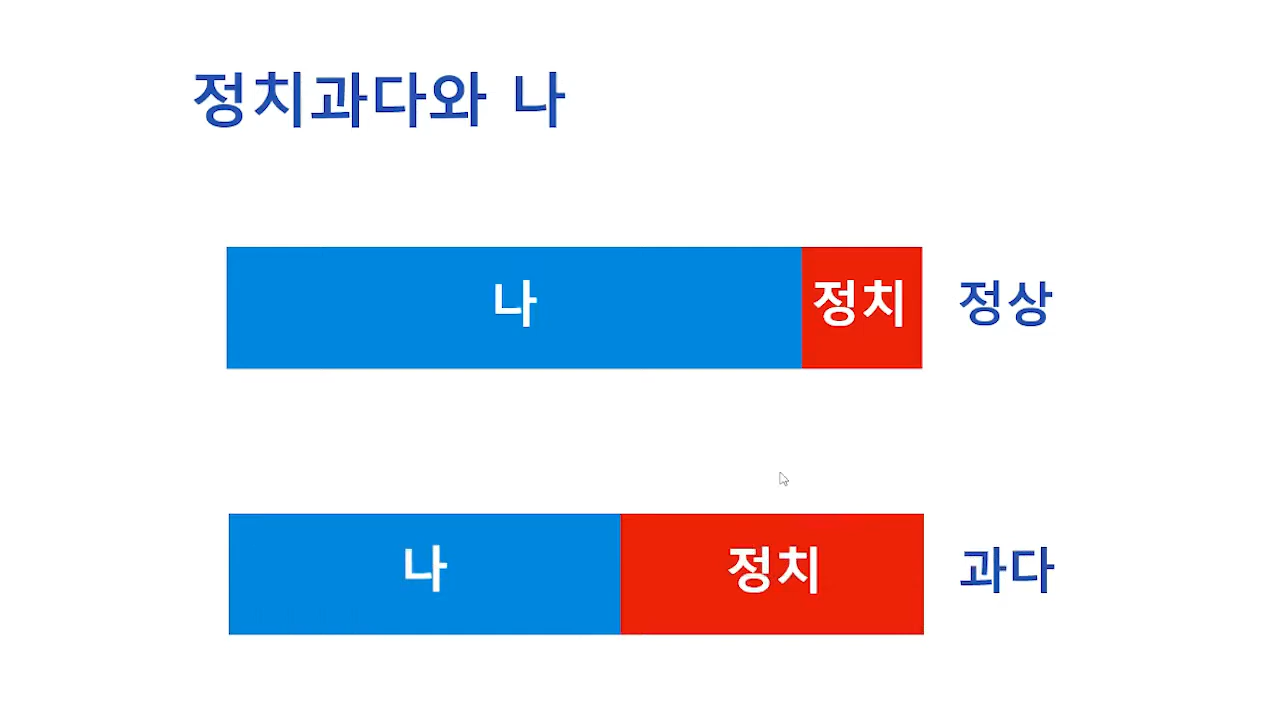 정치과다와 나
나 정치 정상
나 정치 과다